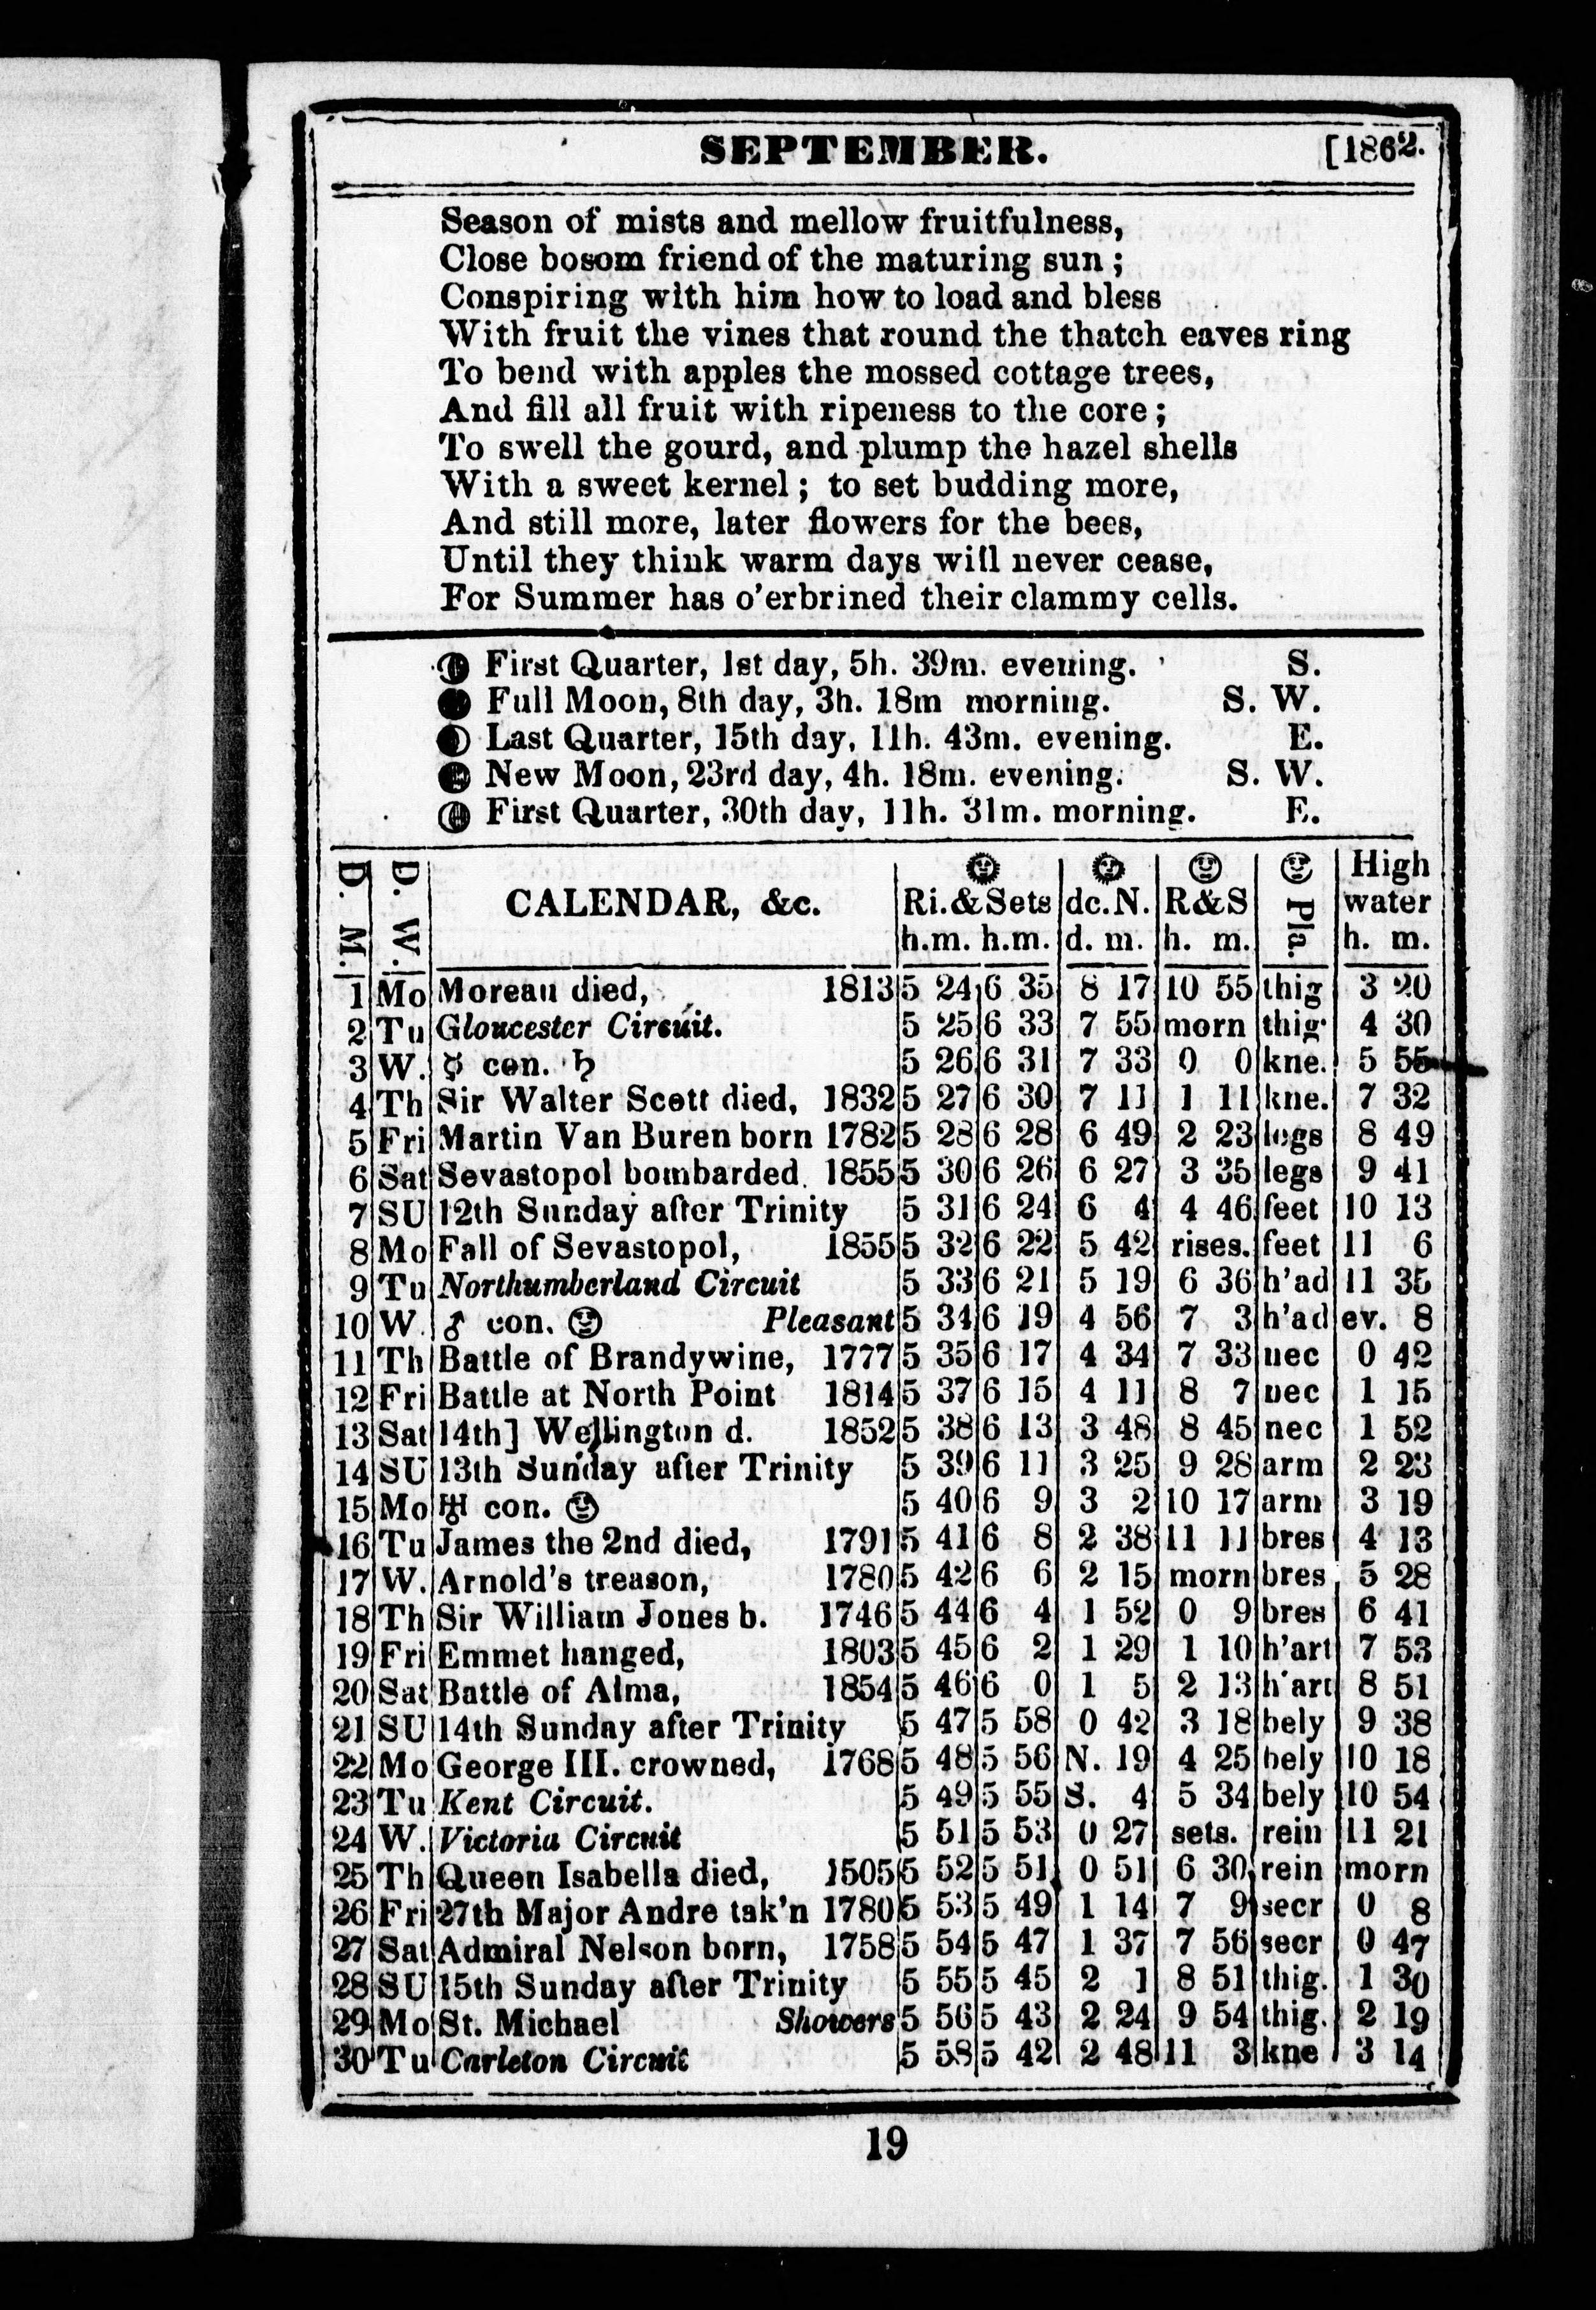 SEPTEMBER. [1862.
Season of mists and mellow fruitfulness,
Close bosom friend of the maturing sun ;
Conspiring with him how to load and bless
With fruit the vines that round the thatch eaves ring
To bend with apples the mossed cottage trees,
And fill all fruit with ripeness to the core ;
To swell the gourd, and plump the hazel shells
With a sweet kernel ; to set budding more,
And still more, later flowers for the bees,
Until they think warm days will never cease,
For Summer has o'erbrined their clammy cells.
First Quarter, 1st day, 5h. 39m. evening. S.
Full Moon, 8th day, 3h. 18m morning. S. W.
Last Quarter, 15th day, 11h. 43m. evening. E.
New Moon, 23rd day, 4h. 18m. evening. S. W.
First Quarter, 30th day, 11h. 31m. morning. E.
D. M. D. W. CALENDAR, &c. Ri.&Sets dc.N. R&S Pla. High water
h.m. h.m. d. m. h. m. h. m.
1 Mo Moreau died, 1813 5 24 6 35 8 17 10 55 thig 3 20
2 Tu Gloucester Circuit. 5 25 6 33 7 55 morn thig 4 30
3 W. ☿ con. ♄ 5 26 6 31 7 33 0 0 kne. 5 55
4 Th Sir Walter Scott died, 1832 5 27 6 30 7 11 1 11 kne. 7 32
5 Fri Martin Van Buren born 1782 5 28 6 28 6 49 2 23 legs 8 49
6 Sat Sevastopol bombarded. 1855 5 30 6 26 6 27 3 35 legs 9 41
7 SU 12th Sunday after Trinity 5 31 6 24 6 4 4 46 feet 10 13
8 Mo Fall of Sevastopol, 1855 5 32 6 22 5 42 rises. feet 11 6
9 Tu Northumberland Circuit 5 33 6 21 5 19 6 36 h'ad 11 35
10 W. ♂ con. Pleasant 5 34 6 19 4 56 7 3 h'ad ev. 8
11 Th Battle of Brandywine, 1777 5 35 6 17 4 34 7 33 nec 0 42
12 Fri Battle at North Point 1814 5 37 6 15 4 11 8 7 nec 1 15
13 Sat 14th] Wellington d. 1852 5 38 6 13 3 48 8 45 nec 1 52
14 SU 13th Sunday after Trinity 5 39 6 11 3 25 9 28 arm 2 23
15 Mo ♅ con. 5 40 6 9 3 2 10 17 arm 3 19
16 Tu James the 2nd died, 1791 5 41 6 8 2 38 11 11 bres 4 13
17 W. Arnold's treason, 1780 5 42 6 6 2 15 morn bres 5 28
18 Th Sir William Jones b. 1746 5 44 6 4 1 52 0 9 bres 6 41
19 Fri Emmet hanged, 1803 5 45 6 2 1 29 1 10 h'art 7 53
20 Sat Battle of Alma, 1854 5 46 6 0 1 5 2 13 h'art 8 51
21 SU 14th Sunday after Trinity 5 47 5 58 0 42 3 18 bely 9 38
22 Mo George III. crowned, 1768 5 48 5 56 N. 19 4 25 bely 10 18
23 Tu Kent Circuit. 5 49 5 55 S. 4 5 34 bely 10 54
24 W. Victoria Circuit 5 51 5 53 0 27 sets. rein 11 21
25 Th Queen Isabella died, 1505 5 52 5 51 0 51 6 30 rein morn
26 Fri 27th Major Andre tak'n 1780 5 53 5 49 1 14 7 9 secr 0 8
27 Sat Admiral Nelson born, 1758 5 54 5 47 1 37 7 56 secr 0 47
28 SU 15th Sunday after Trinity 5 55 5 45 2 1 8 51 thig. 1 30
29 Mo St. Michael Showers 5 56 5 43 2 24 9 54 thig. 2 19
30 Tu Carleton Circuit 5 58 5 42 2 48 11 3 kne 3 14
19